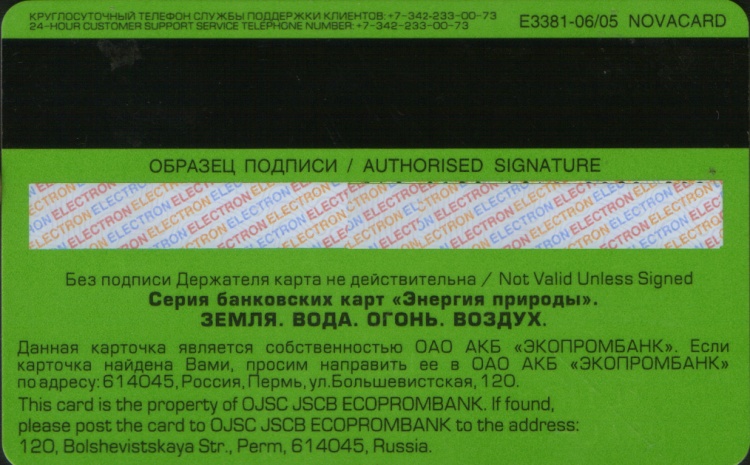 КРУГЛОСУТОЧНЫЙ ТЕЛЕФОН СЛУЖБЫ ПОДДЕРЖКИ КЛИЕНТОВ: +7-342-233-00-73
24-HOUR CUSTOMER SUPPORT SERVICE TELEPHONE NUMBER: +7-342-233-00-73
E3381-06/05 NOVACARD
ОБРАЗЕЦ ПОДПИСИ / AUTHORISED SIGNATURE
ELECTRON ELECTRON ELECTRON ELECTRON ELECTRON ELECTRON
Без подписи Держателя карта не действительна / Not Valid Unless Signed
Серия банковских карт «Энергия природы».
ЗЕМЛЯ. ВОДА. ОГОНЬ. ВОЗДУХ.
Данная карточка является собственностью ОАО АКБ «ЭКОПРОМБАНК». Если
карточка найдена Вами, просим направить ее в ОАО АКБ «ЭКОПРОМБАНК»
по адресу: 614045, Россия, Пермь, ул.Большевистская, 120.
This card is the property of OJSC JSCB ECOPROMBANK. If found,
please post the card to OJSC JSCB ECOPROMBANK to the address:
120, Bolshevistskaya Str., Perm, 614045, Russia.